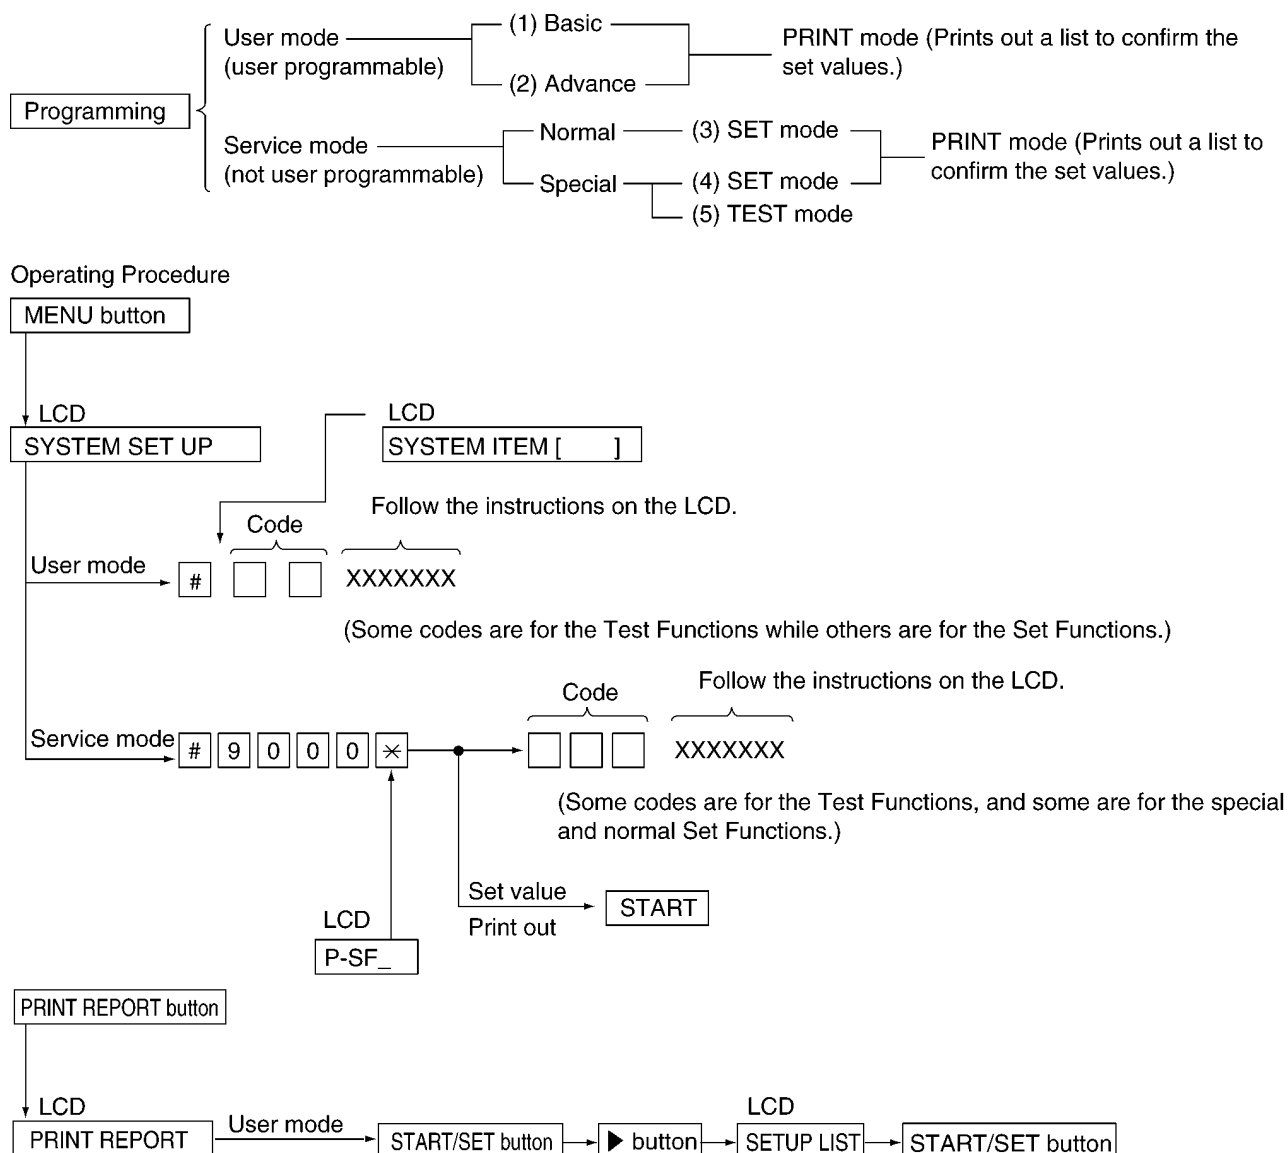 Programming
User mode
(user programmable)
(1) Basic
(2) Advance
PRINT mode (Prints out a list to confirm the
set values.)
Service mode
(not user programmable)
Normal
(3) SET mode
Special
(4) SET mode
(5) TEST mode
PRINT mode (Prints out a list to
confirm the set values.)
Operating Procedure
MENU button
LCD
SYSTEM SET UP
LCD
SYSTEM ITEM [ ]
Follow the instructions on the LCD.
Code
User mode
#
XXXXXXX
(Some codes are for the Test Functions while others are for the Set Functions.)
Code
Follow the instructions on the LCD.
Service mode
# 9 0 0 0 *
XXXXXXX
(Some codes are for the Test Functions, and some are for the special
and normal Set Functions.)
Set value
Print out
START
LCD
P-SF_
PRINT REPORT button
LCD
PRINT REPORT
User mode
START/SET button
▶ button
LCD
SETUP LIST
START/SET button